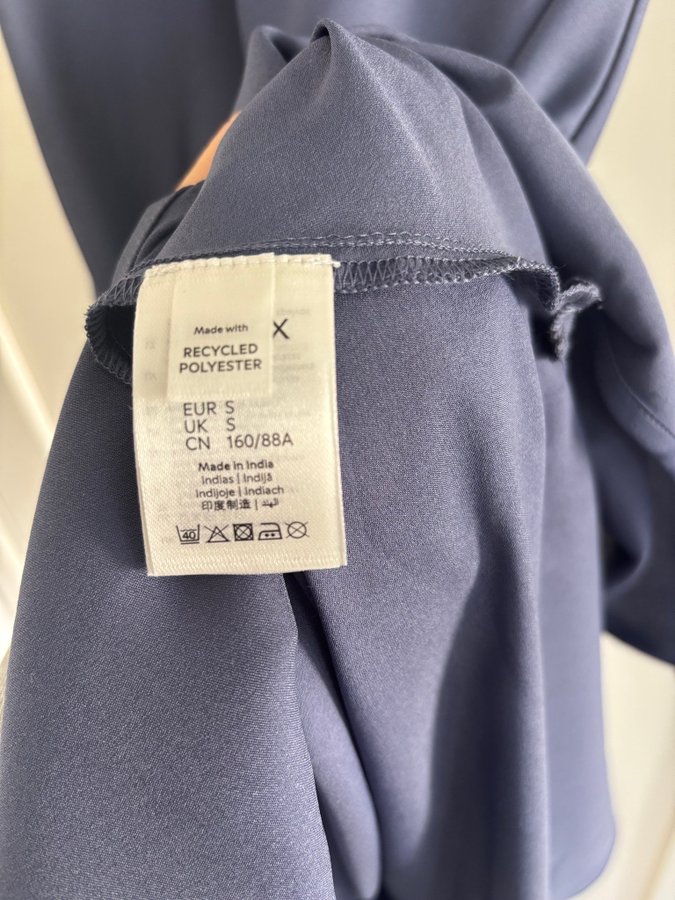 Made with
RECYCLED
POLYESTER
X
EUR S
UK S
CN 160/88A
Made in India
Indias | Indijā
Indijoje | Indiach
印度制造 | الهند
40